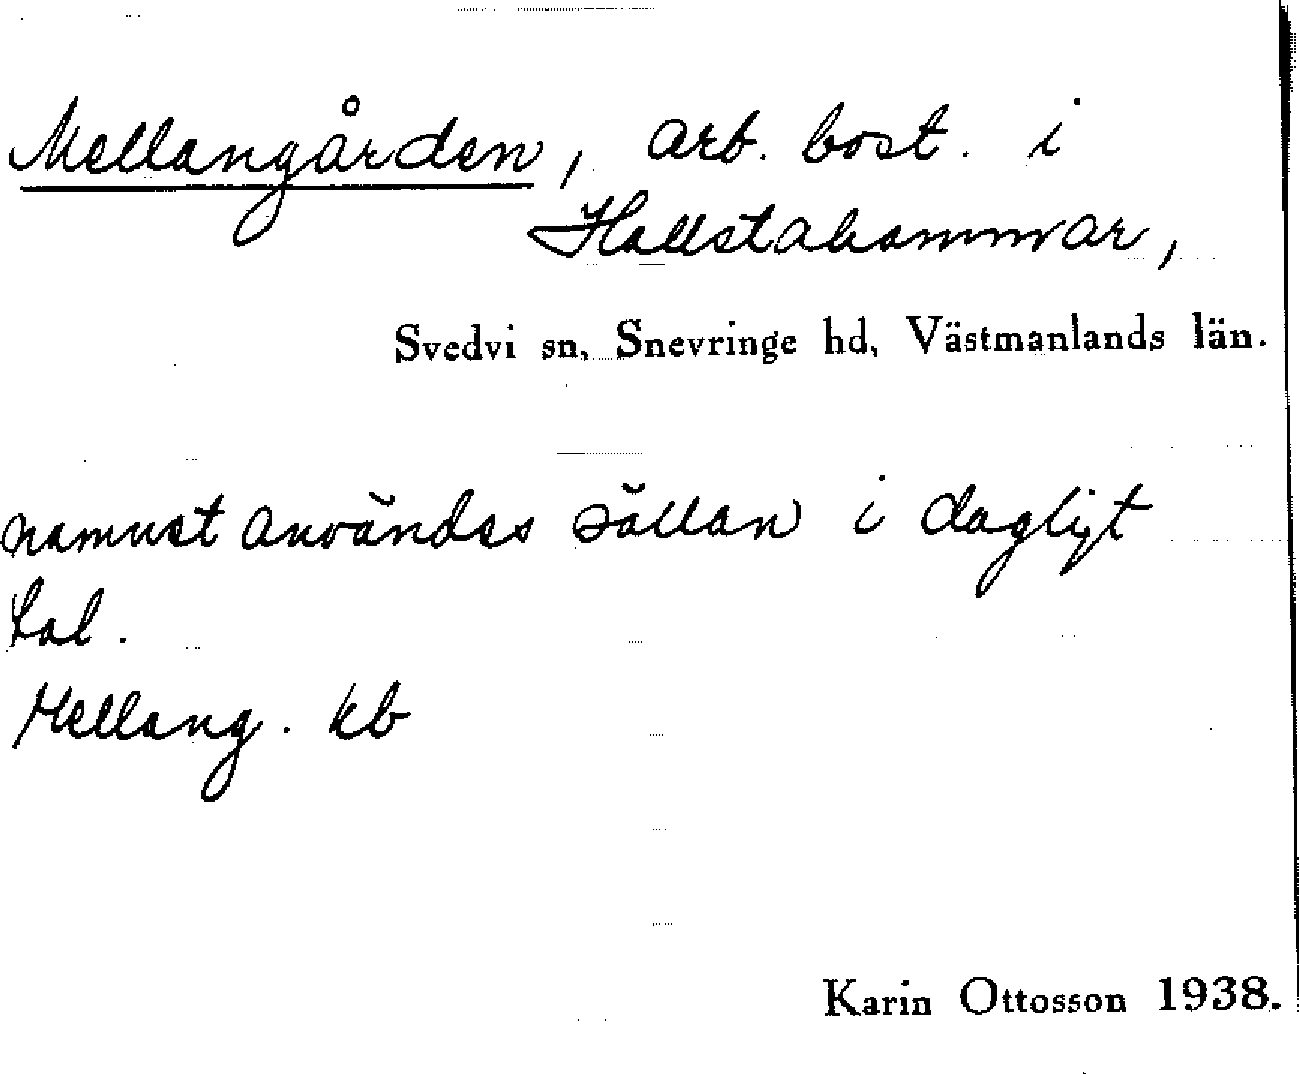 Mellangården, arb. bost. i
Hallstahammar,
Svedvi sn, Snevringe hd, Västmanlands län.
namnet användes sällan i dagligt
tal.
Mellang. kb
Karin Ottosson 1938.